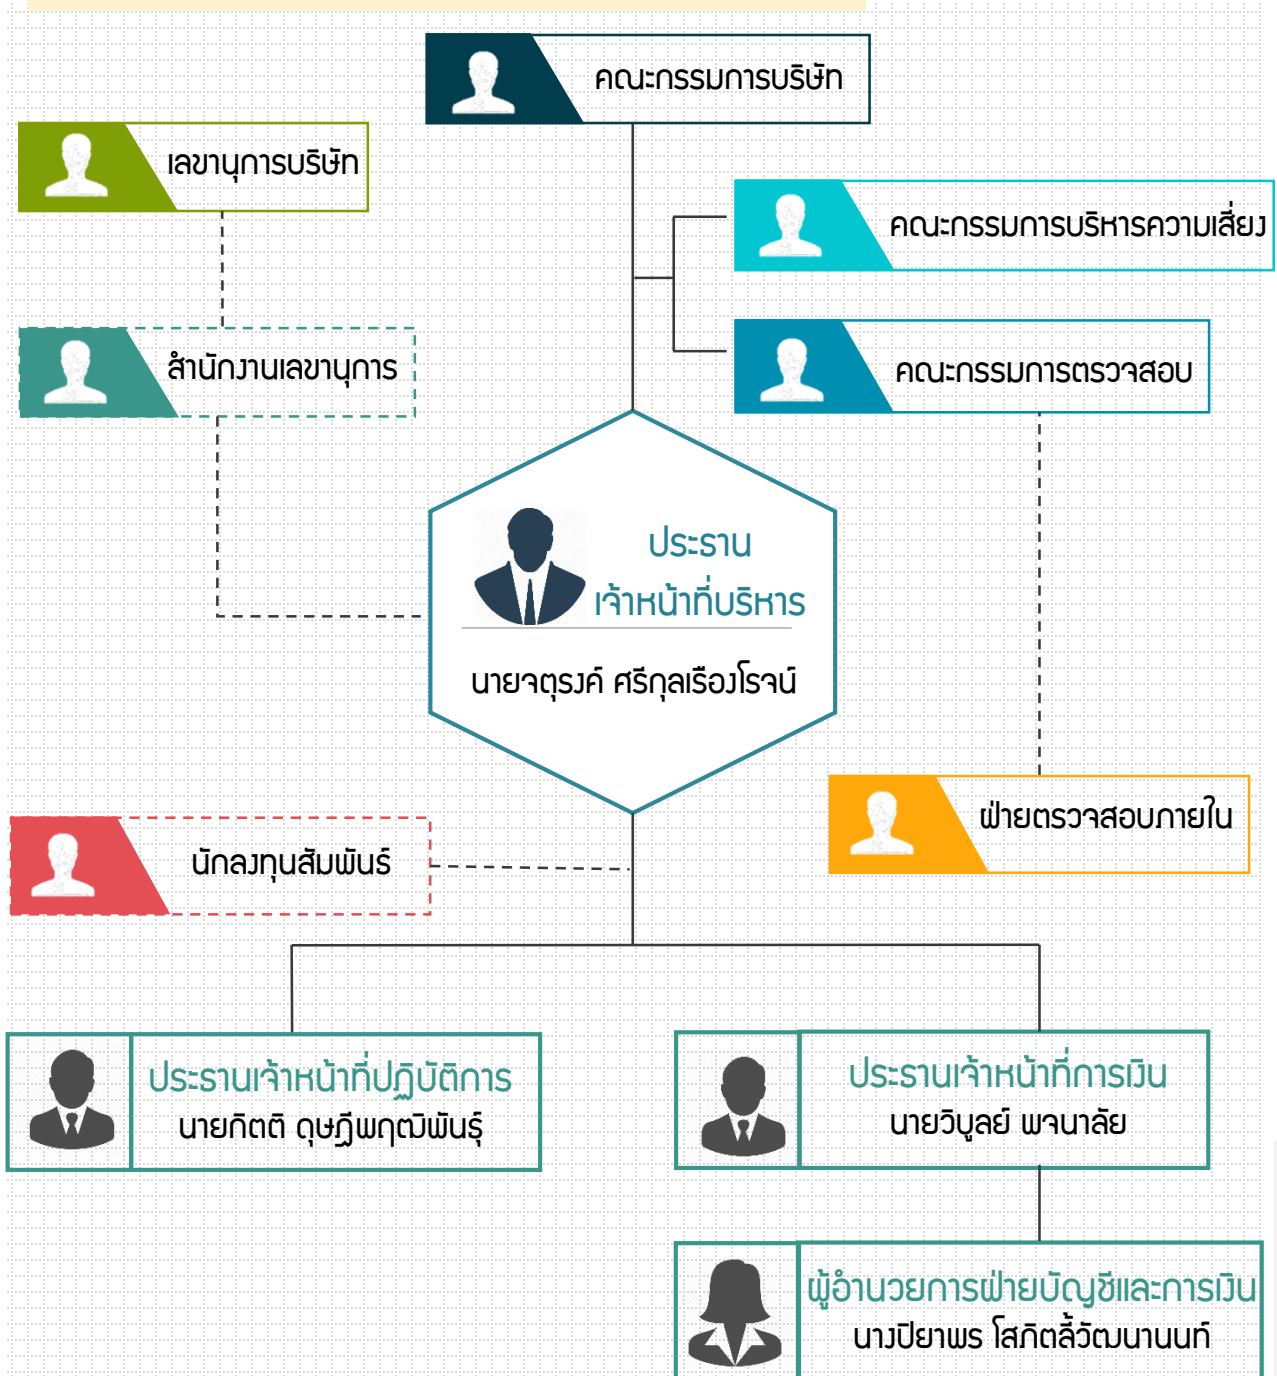 คณะกรรมการบริษัท
เลขานุการบริษัท
คณะกรรมการบริหารความเสี่ยง
สำนักงานเลขานุการ
คณะกรรมการตรวจสอบ
ประธาน
เจ้าหน้าที่บริหาร
นายจตุรงค์ ศรีกุลเรืองโรจน์
ฝ่ายตรวจสอบภายใน
นักลงทุนสัมพันธ์
ประธานเจ้าหน้าที่ปฏิบัติการ
นายกิตติ ดุษฎีพฤฒิพันธุ์
ประธานเจ้าหน้าที่การเงิน
นายวิบูลย์ พจนาลัย
ผู้อำนวยการฝ่ายบัญชีและการเงิน
นางปิยาพร โสภิตลี้วัฒนานนท์